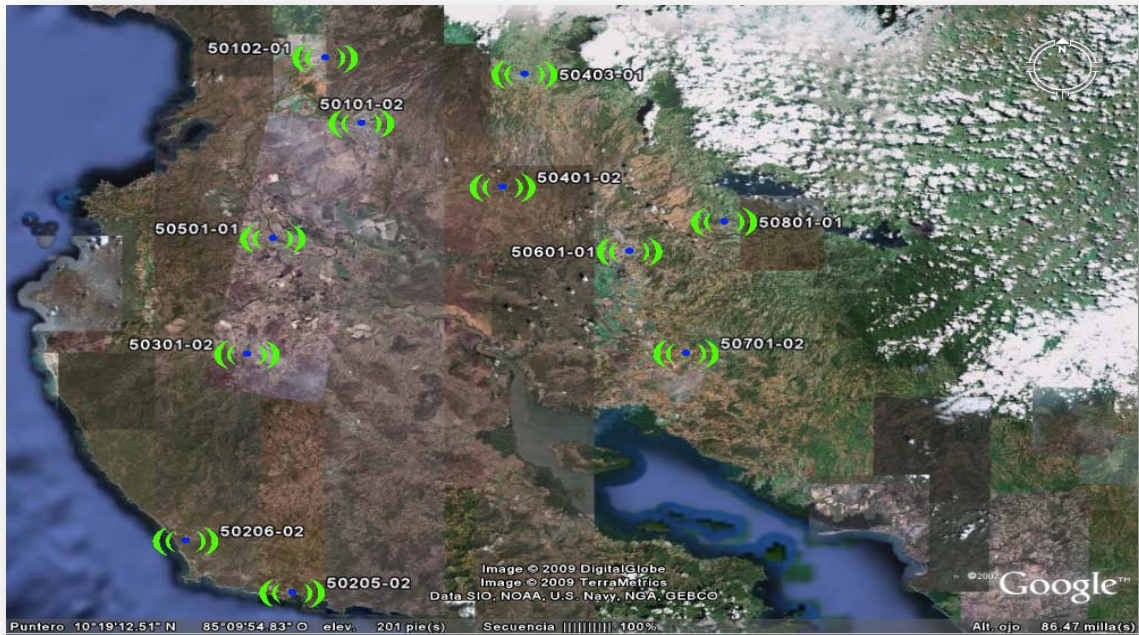 50102-01
50403-01
50101-02
50401-02
50801-01
50501-01
50601-01
50301-02
50701-02
50206-02
50205-02
Image © 2009 DigitalGlobe
Image © 2009 TerraMetrics
Data SIO, NOAA, U.S. Navy, NGA, GEBCO
©2007 Google™
Puntero 10°19'12.51" N 85°09'54.83" O elev. 201 pie(s) Secuencia |||||||||| 100% Alt. ojo 86.47 milla(s)